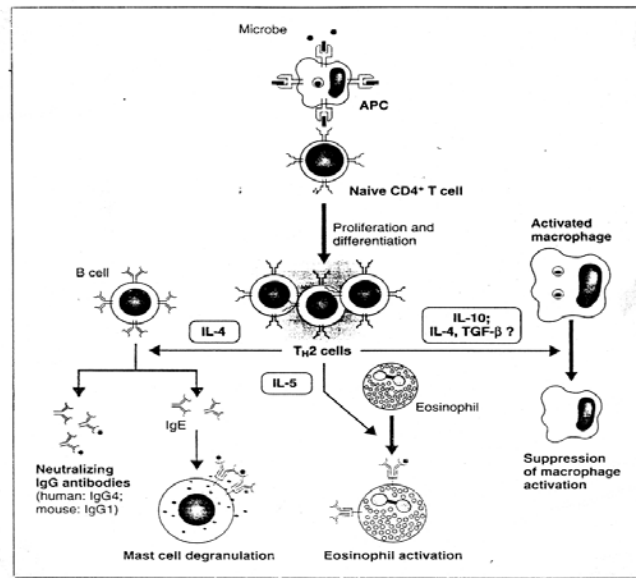 Microbe
APC
Naive CD4+ T cell
Proliferation and
differentiation
Activated
macrophage
B cell
IL-4
IL-10;
IL-4, TGF-β ?
TH2 cells
IL-5
Eosinophil
IgE
Neutralizing
IgG antibodies
(human: IgG4;
mouse: IgG1)
Mast cell degranulation
Eosinophil activation
Suppression
of macrophage
activation